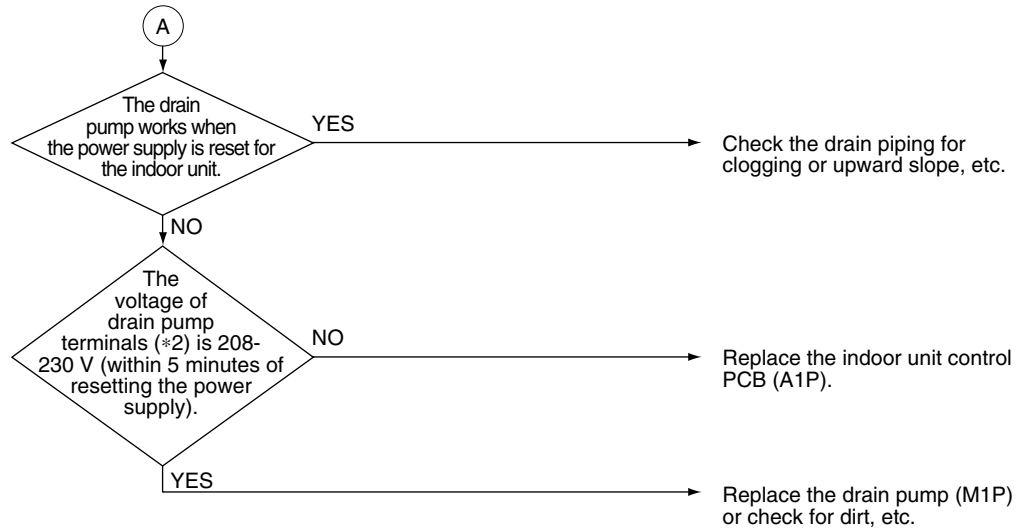 A
The drain
pump works when
the power supply is reset for
the indoor unit.
YES
Check the drain piping for
clogging or upward slope, etc.
NO
The
voltage of
drain pump
terminals (*2) is 208-
230 V (within 5 minutes of
resetting the power
supply).
NO
Replace the indoor unit control
PCB (A1P).
YES
Replace the drain pump (M1P)
or check for dirt, etc.